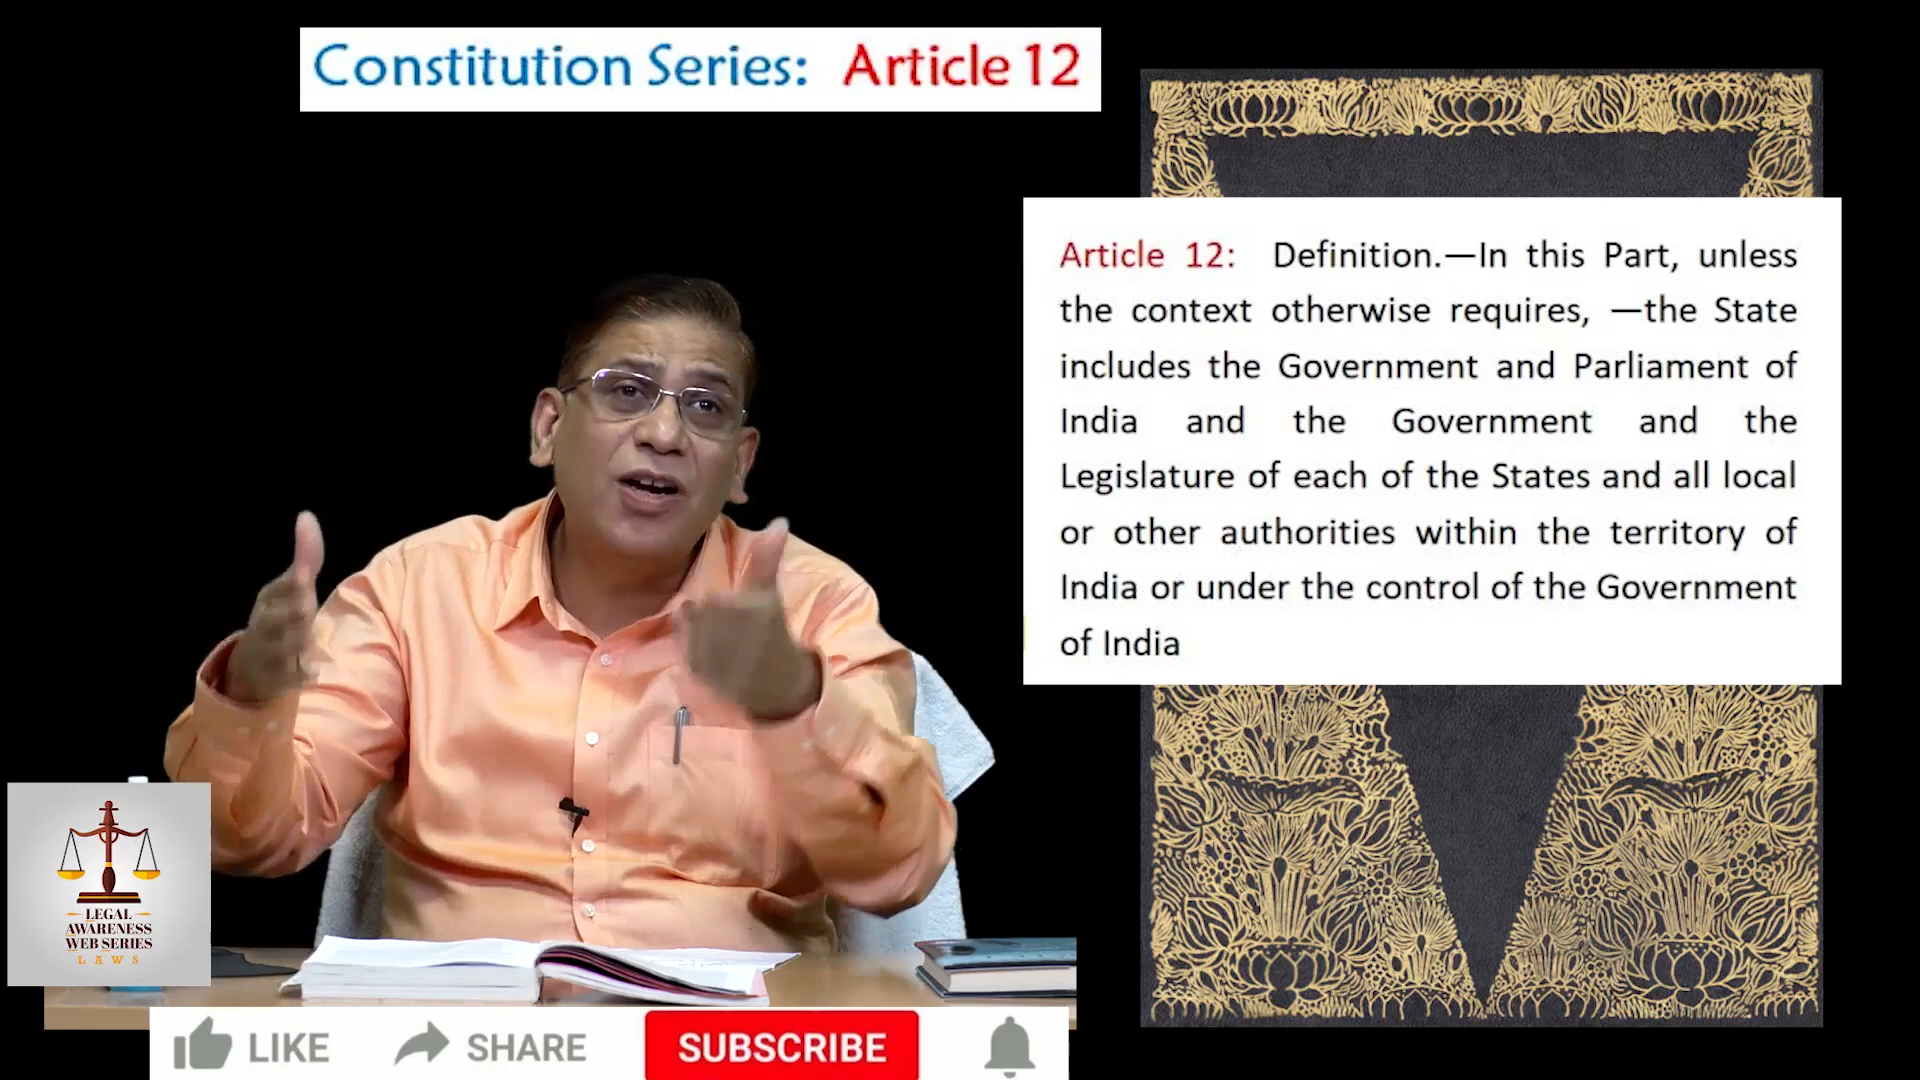 Constitution Series: Article 12
Article 12: Definition.—In this Part, unless
the context otherwise requires, —the State
includes the Government and Parliament of
India and the Government and the
Legislature of each of the States and all local
or other authorities within the territory of
India or under the control of the Government
of India
LEGAL
AWARENESS
WEB SERIES
LAWS
LIKE SHARE SUBSCRIBE